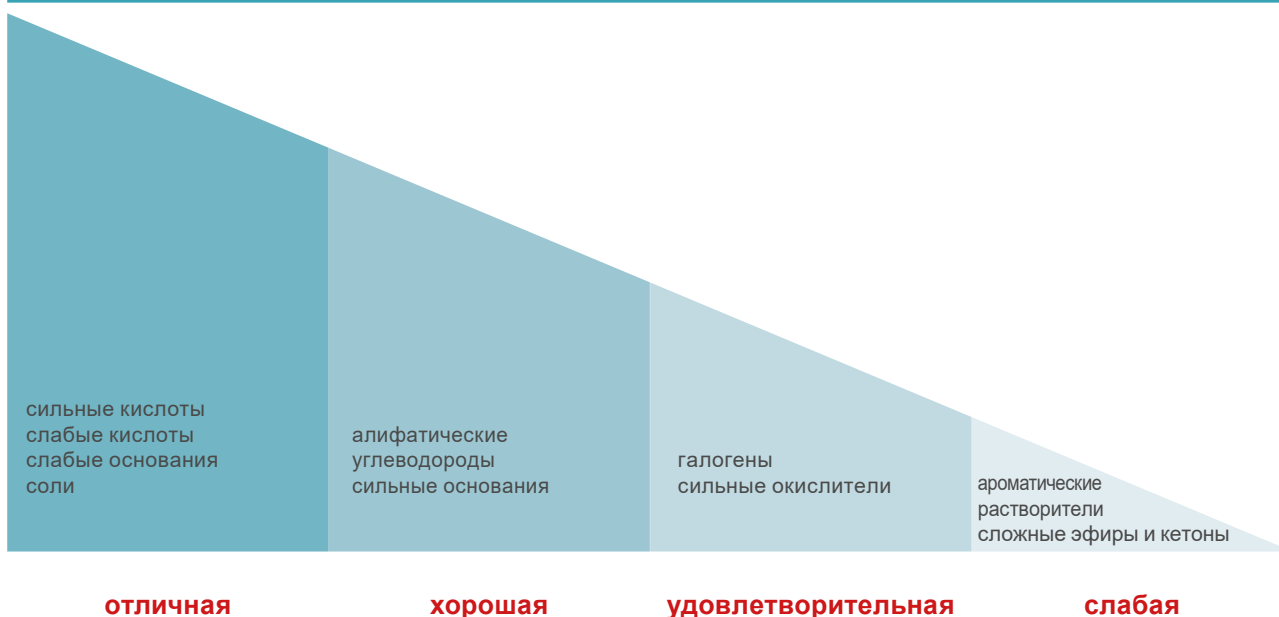 сильные кислоты
слабые кислоты
слабые основания
соли
алифатические
углеводороды
сильные основания
галогены
сильные окислители
ароматические
растворители
сложные эфиры и кетоны
отличная
хорошая
удовлетворительная
слабая